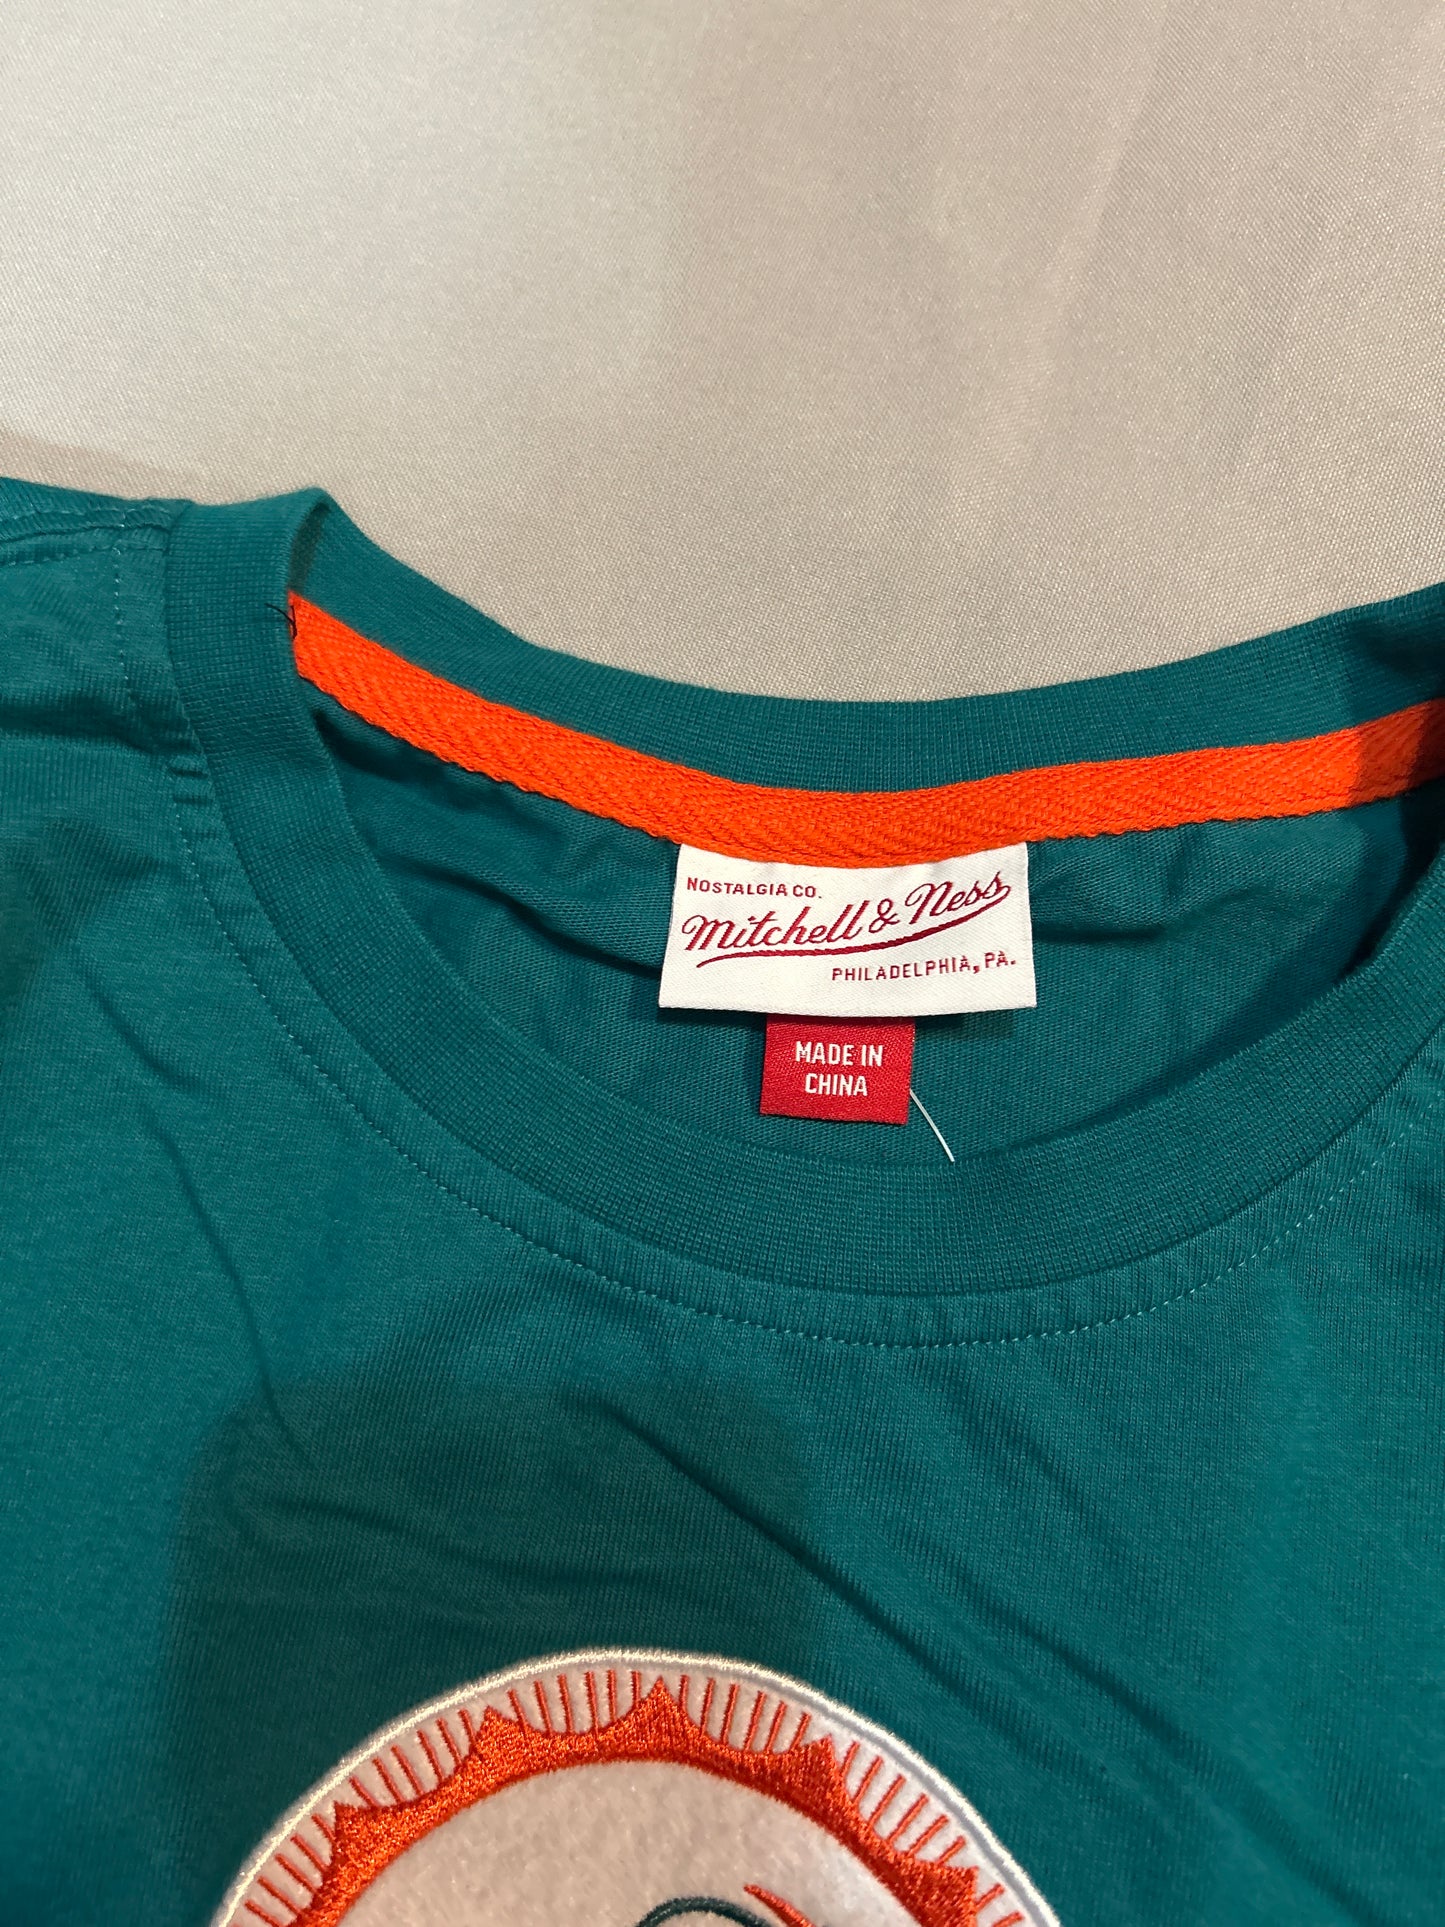 NOSTALGIA CO.
Mitchell & Ness
PHILADELPHIA, PA.
MADE IN
CHINA